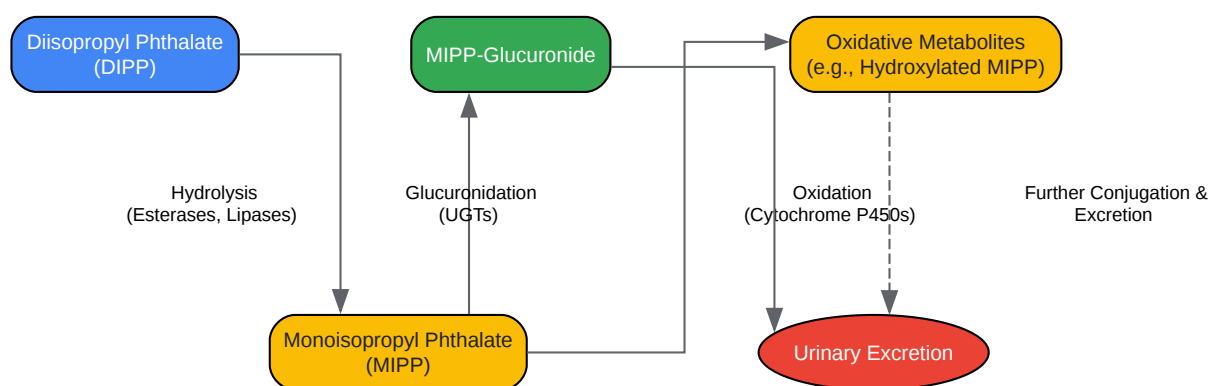 Diisopropyl Phthalate
(DIPP)
MIPP-Glucuronide
Oxidative Metabolites
(e.g., Hydroxylated MIPP)
Hydrolysis
(Esterases, Lipases)
Glucuronidation
(UGTs)
Oxidation
(Cytochrome P450s)
Further Conjugation &
Excretion
Monoisopropyl Phthalate
(MIPP)
Urinary Excretion